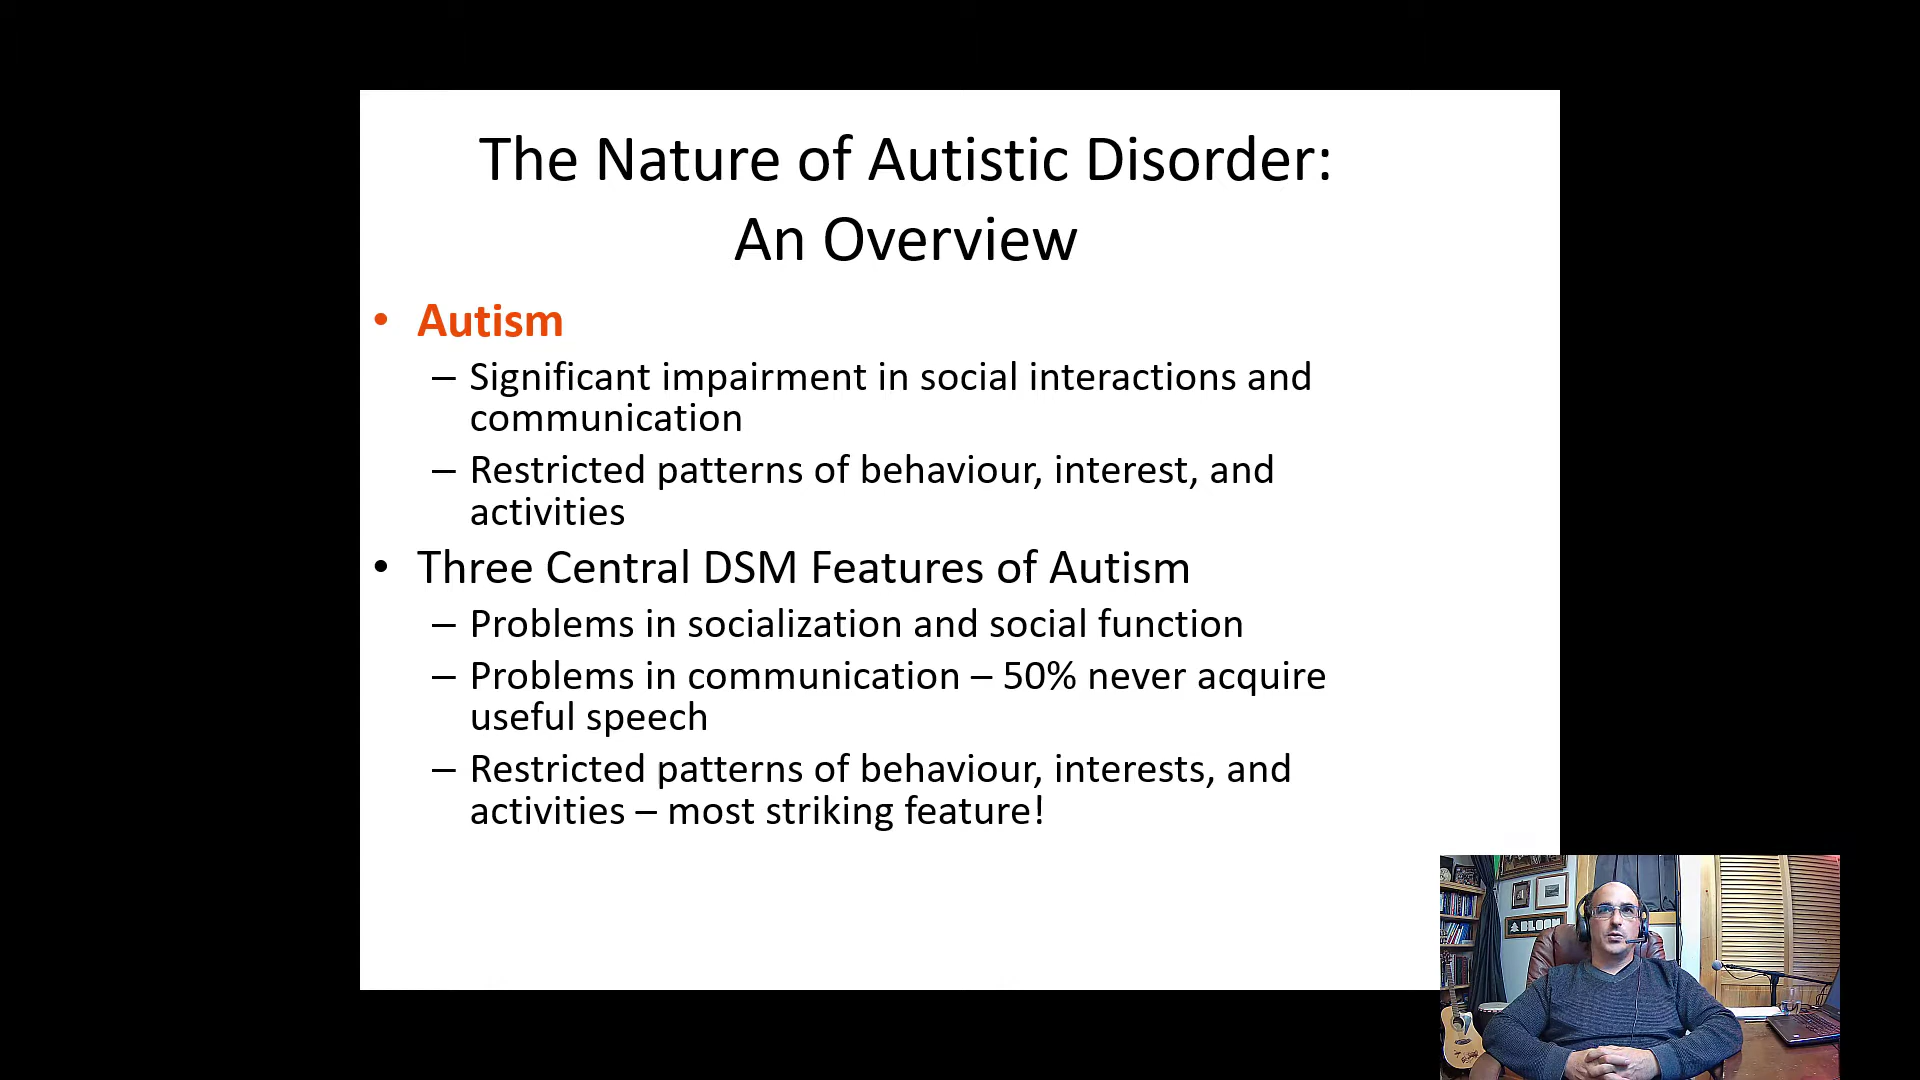 The Nature of Autistic Disorder:
An Overview
• Autism
– Significant impairment in social interactions and
communication
– Restricted patterns of behaviour, interest, and
activities
• Three Central DSM Features of Autism
– Problems in socialization and social function
– Problems in communication – 50% never acquire
useful speech
– Restricted patterns of behaviour, interests, and
activities – most striking feature!
BLOOM